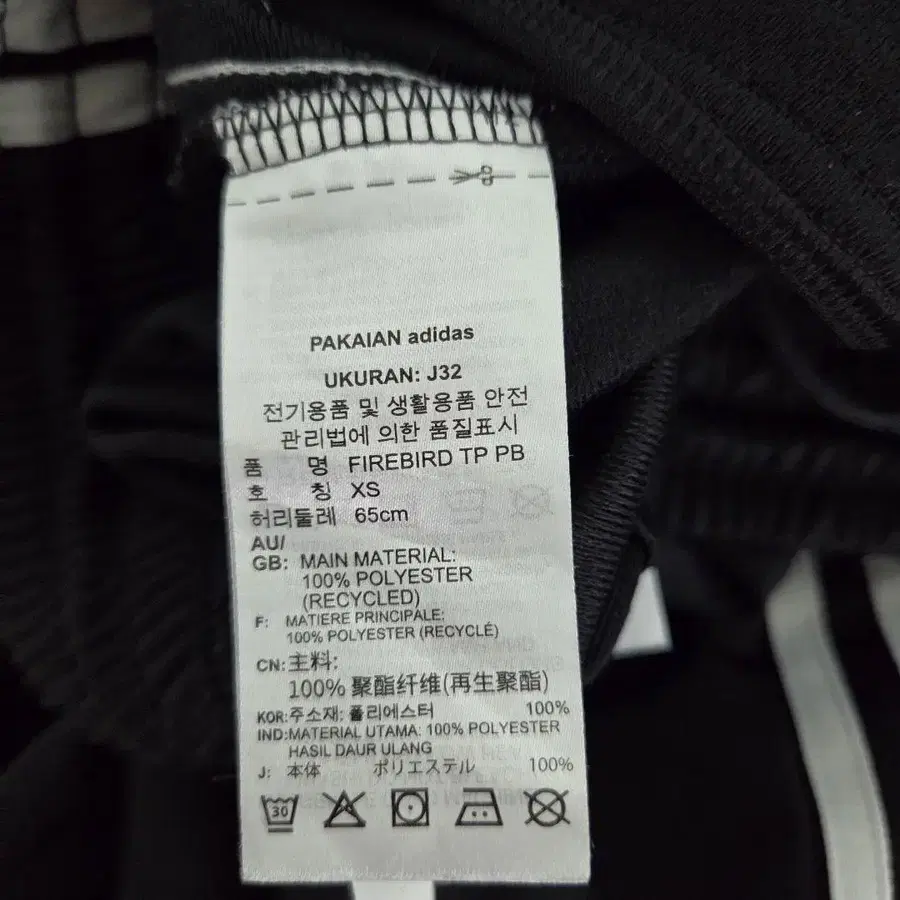 PAKAIAN adidas
UKURAN: J32
전기용품 및 생활용품 안전
관리법에 의한 품질표시
품 명 FIREBIRD TP PB
호 칭 XS
허리둘레 65cm
AU/
GB: MAIN MATERIAL:
100% POLYESTER
(RECYCLED)
F: MATIERE PRINCIPALE:
100% POLYESTER (RECYCLÉ)
CN: 主料:
100% 聚酯纤维(再生聚酯)
KOR:주소재: 폴리에스터 100%
IND:MATERIAL UTAMA: 100% POLYESTER
HASIL DAUR ULANG
J: 本体 ポリエステル 100%
30